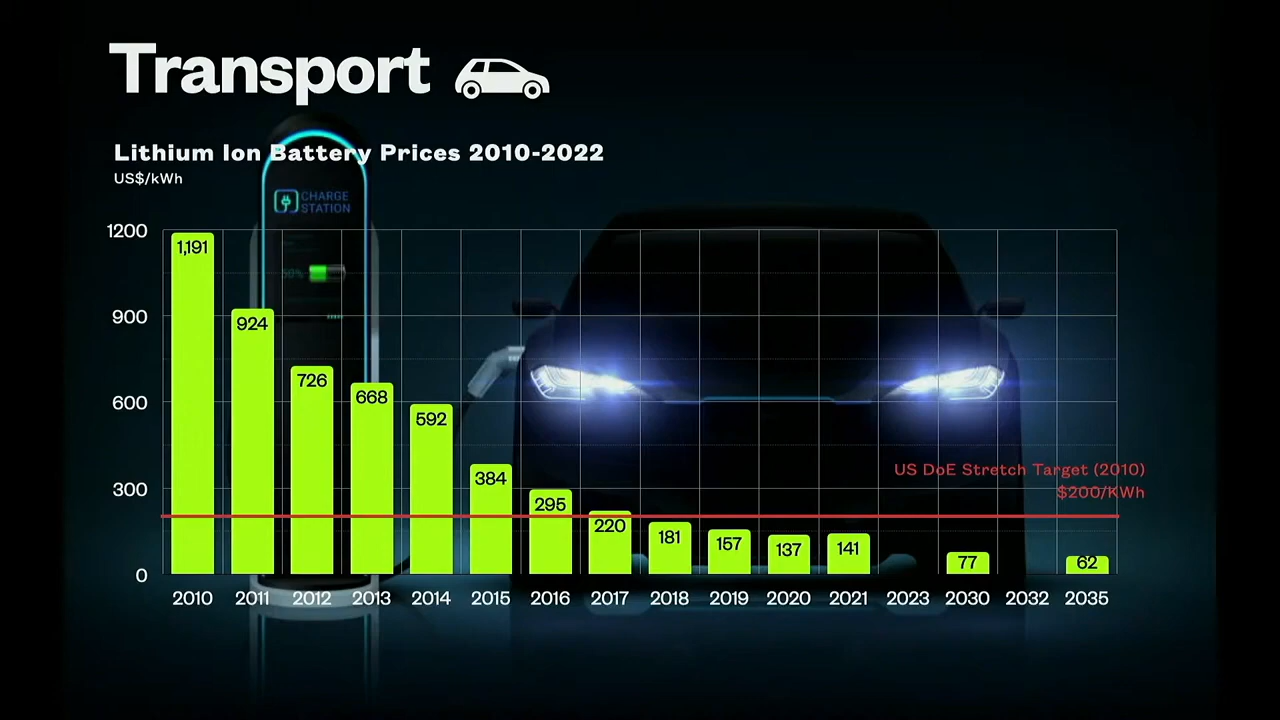 Transport
Lithium Ion Battery Prices 2010-2022
US$/kWh
CHARGE
STATION
50%
1200
900
600
300
0
1,191
924
726
668
592
384
295
220
181
157
137
141
77
62
US DoE Stretch Target (2010)
$200/KWh
2010 2011 2012 2013 2014 2015 2016 2017 2018 2019 2020 2021 2023 2030 2032 2035